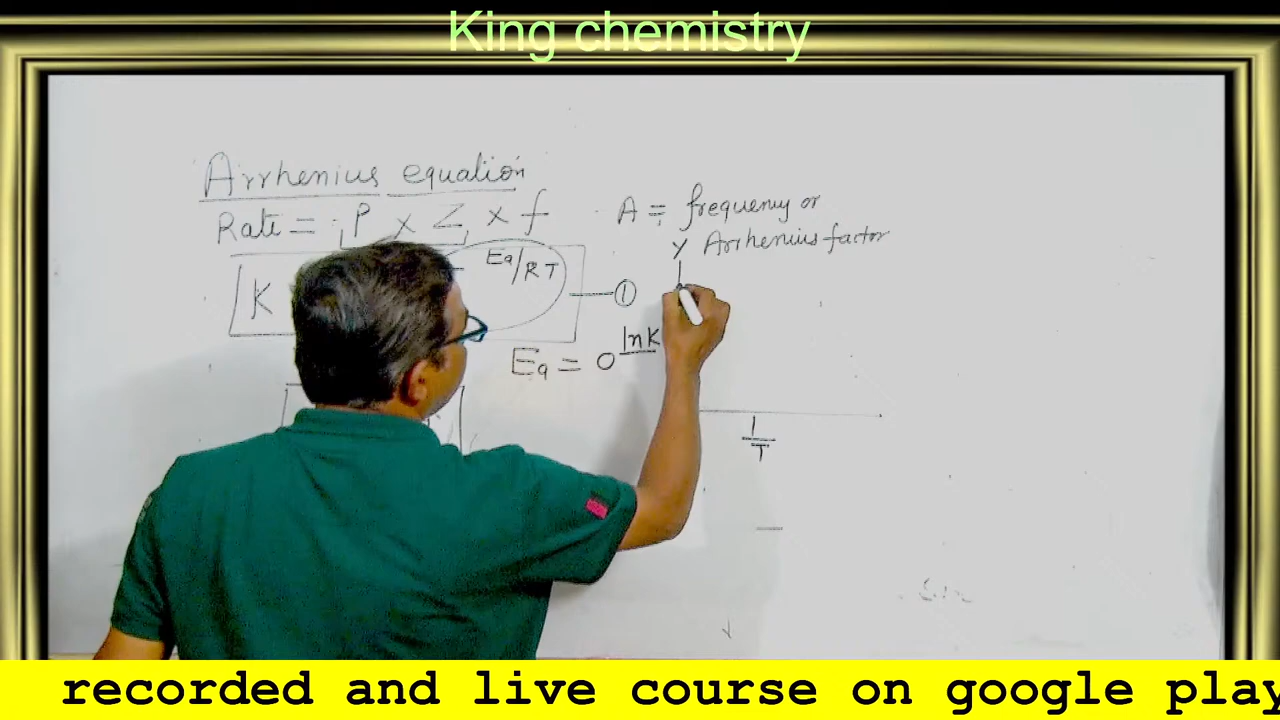 King chemistry
Arrhenius equation
Rate = P x Z x f
A = frequency or
Arrhenius factor
Y
K
Ea/RT
①
Ea = 0
ln K
1
T
recorded and live course on google play